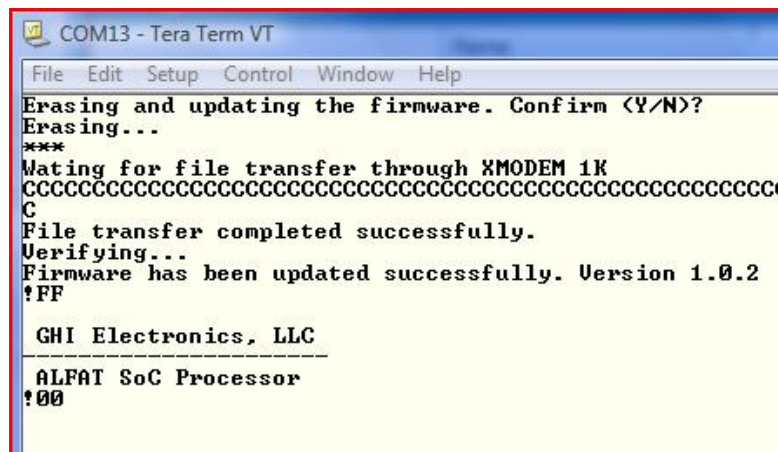 COM13 - Tera Term VT
File Edit Setup Control Window Help
Erasing and updating the firmware. Confirm (Y/N)?
Erasing...
***
Wating for file transfer through XMODEM 1K
CCCCCCCCCCCCCCCCCCCCCCCCCCCCCCCCCCCCCCCCCCCCCCCCCCCCCC
C
File transfer completed successfully.
Verifying...
Firmware has been updated successfully. Version 1.0.2
!FF
GHI Electronics, LLC
----------------------
ALFAT SoC Processor
!00